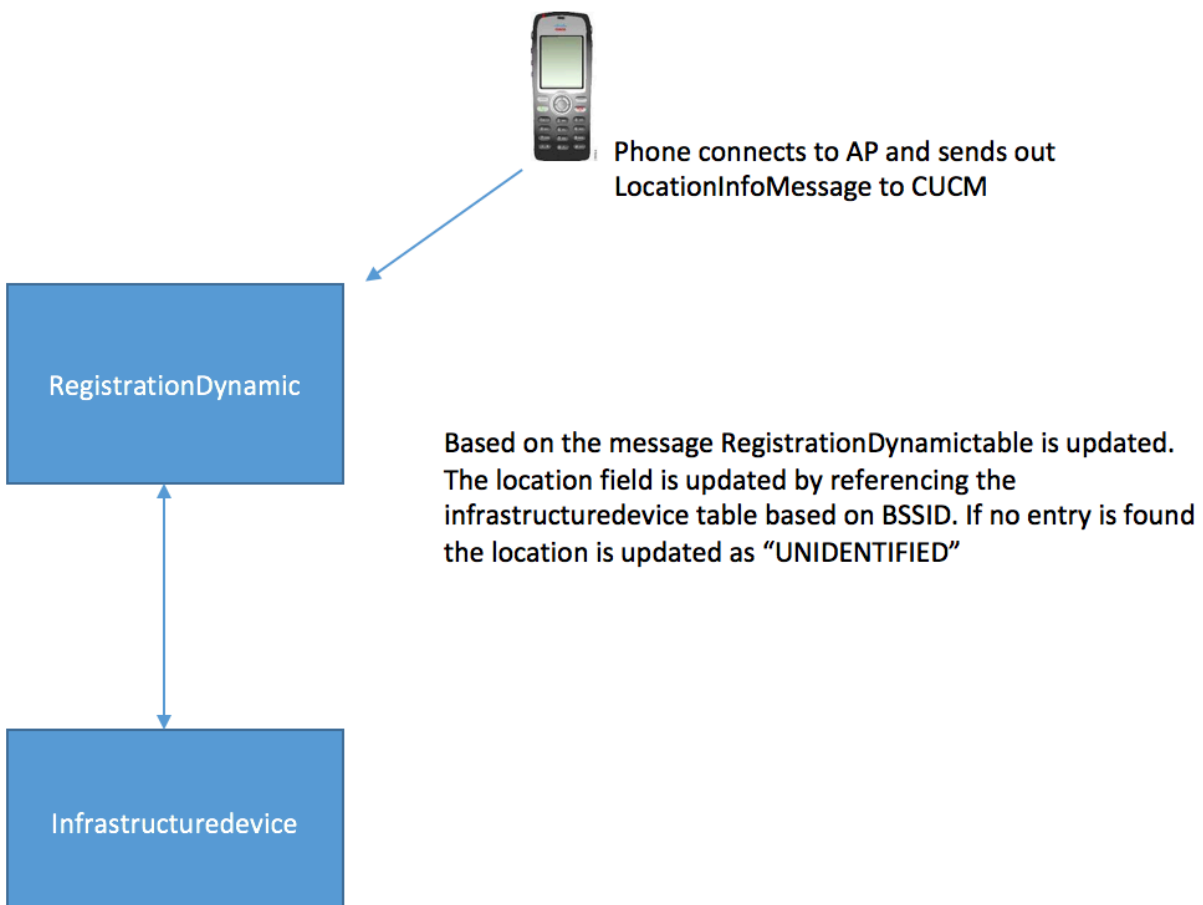 Phone connects to AP and sends out
LocationInfoMessage to CUCM
RegistrationDynamic
Based on the message RegistrationDynamictable is updated.
The location field is updated by referencing the
infrastructuredevice table based on BSSID. If no entry is found
the location is updated as “UNIDENTIFIED”
Infrastructuredevice